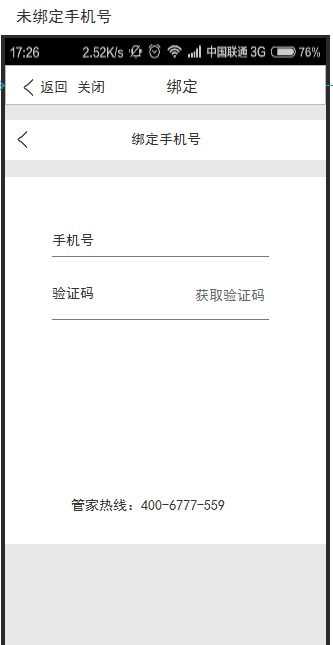 未绑定手机号
17:26 2.52K/s 中国联通 3G 76%
返回 关闭 绑定
绑定手机号
手机号
验证码 获取验证码
管家热线：400-6777-559